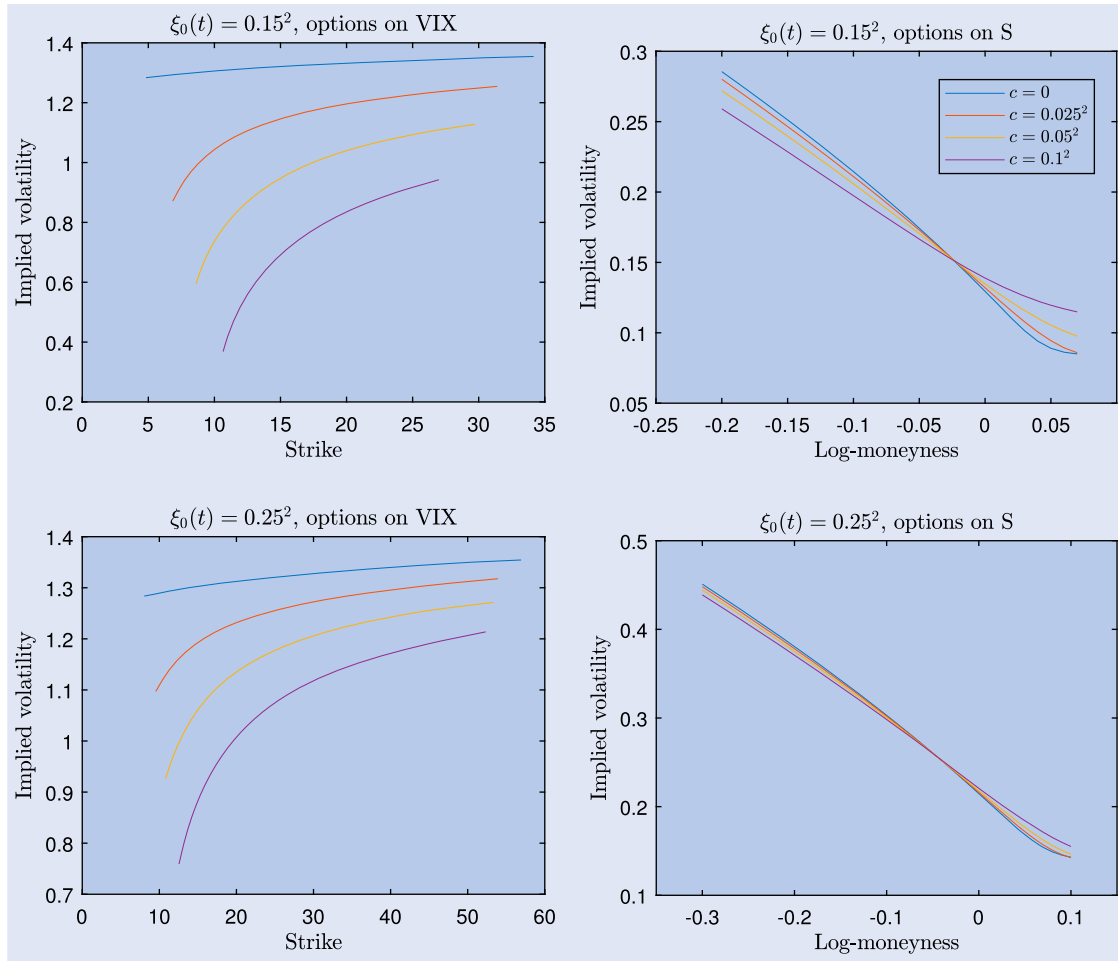 ξ₀(t) = 0.15², options on VIX
1.4
1.2
1
0.8
0.6
0.4
0.2
Implied volatility
0 5 10 15 20 25 30 35
Strike
ξ₀(t) = 0.15², options on S
0.3
0.25
0.2
0.15
0.1
0.05
Implied volatility
c = 0
c = 0.025²
c = 0.05²
c = 0.1²
-0.25 -0.2 -0.15 -0.1 -0.05 0 0.05
Log-moneyness
ξ₀(t) = 0.25², options on VIX
1.4
1.3
1.2
1.1
1
0.9
0.8
0.7
Implied volatility
0 10 20 30 40 50 60
Strike
ξ₀(t) = 0.25², options on S
0.5
0.4
0.3
0.2
0.1
Implied volatility
-0.3 -0.2 -0.1 0 0.1
Log-moneyness